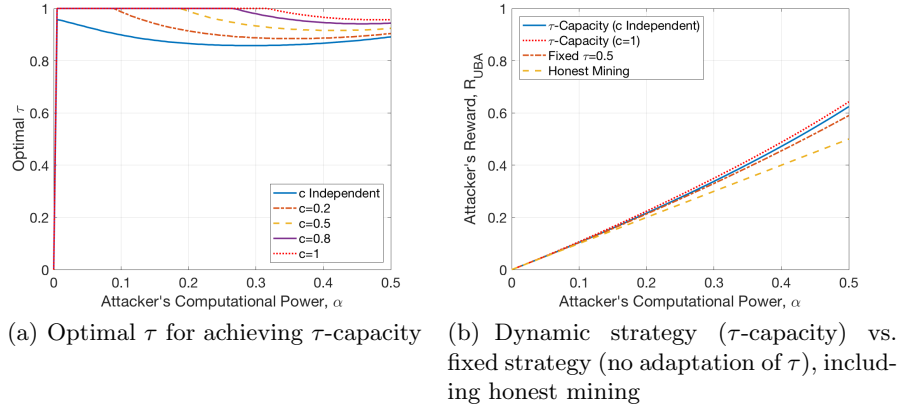 1
0.8
0.6
0.4
0.2
0
Optimal τ
0 0.1 0.2 0.3 0.4 0.5
Attacker's Computational Power, α
c Independent
c=0.2
c=0.5
c=0.8
c=1
(a) Optimal τ for achieving τ-capacity
1
0.8
0.6
0.4
0.2
0
Attacker's Reward, R_UBA
0 0.1 0.2 0.3 0.4 0.5
Attacker's Computational Power, α
τ-Capacity (c Independent)
τ-Capacity (c=1)
Fixed τ=0.5
Honest Mining
(b) Dynamic strategy (τ-capacity) vs.
fixed strategy (no adaptation of τ), includ-
ing honest mining